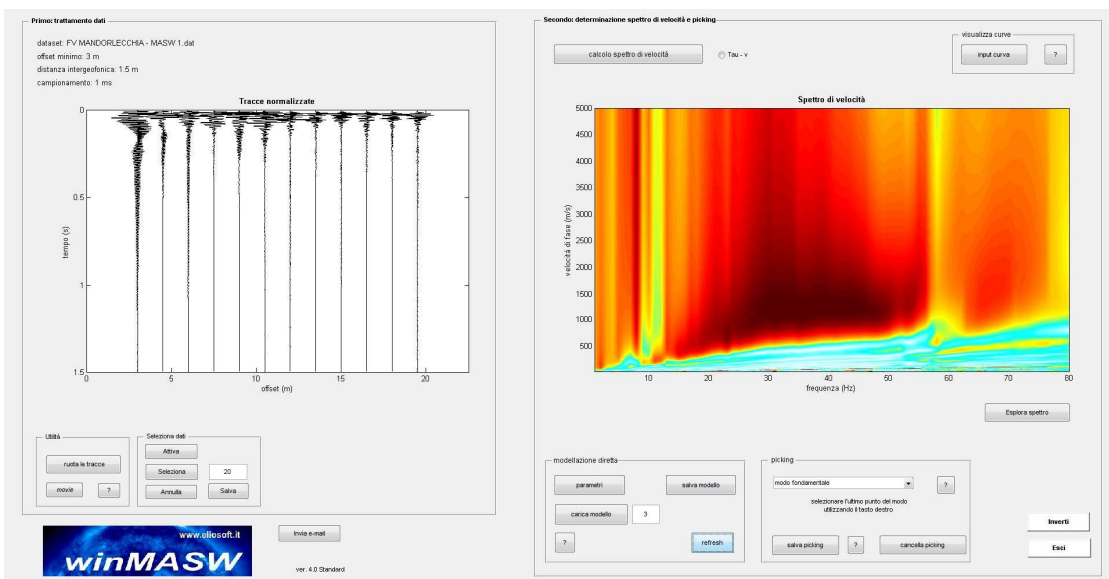 Primo: trattamento dati
dataset: FV MANDORLECCHIA - MASW 1.dat
offset minimo: 3 m
distanza intergeofonica: 1.5 m
campionamento: 1 ms
Tracce normalizzate
0
0.5
1
1.5
tempo (s)
0 5 10 15 20
offset (m)
Utilità
ruota le tracce
movie ?
Seleziona dati
Attiva
Seleziona 20
Annulla Salva
www.eliosoft.it
winMASW
Invia e-mail
ver. 4.0 Standard
Secondo: determinazione spettro di velocità e picking
calcolo spettro di velocità Tau - v
visualizza curve
input curva ?
Spettro di velocità
5000
4500
4000
3500
3000
2500
2000
1500
1000
500
velocità di fase (m/s)
10 20 30 40 50 60 70 80
frequenza (Hz)
Esplora spettro
modellazione diretta
parametri salva modello
carica modello 3
? refresh
picking
modo fondamentale ?
selezionare l'ultimo punto del modo
utilizzando il tasto destro
salva picking ? cancella picking
Inverti
Esci